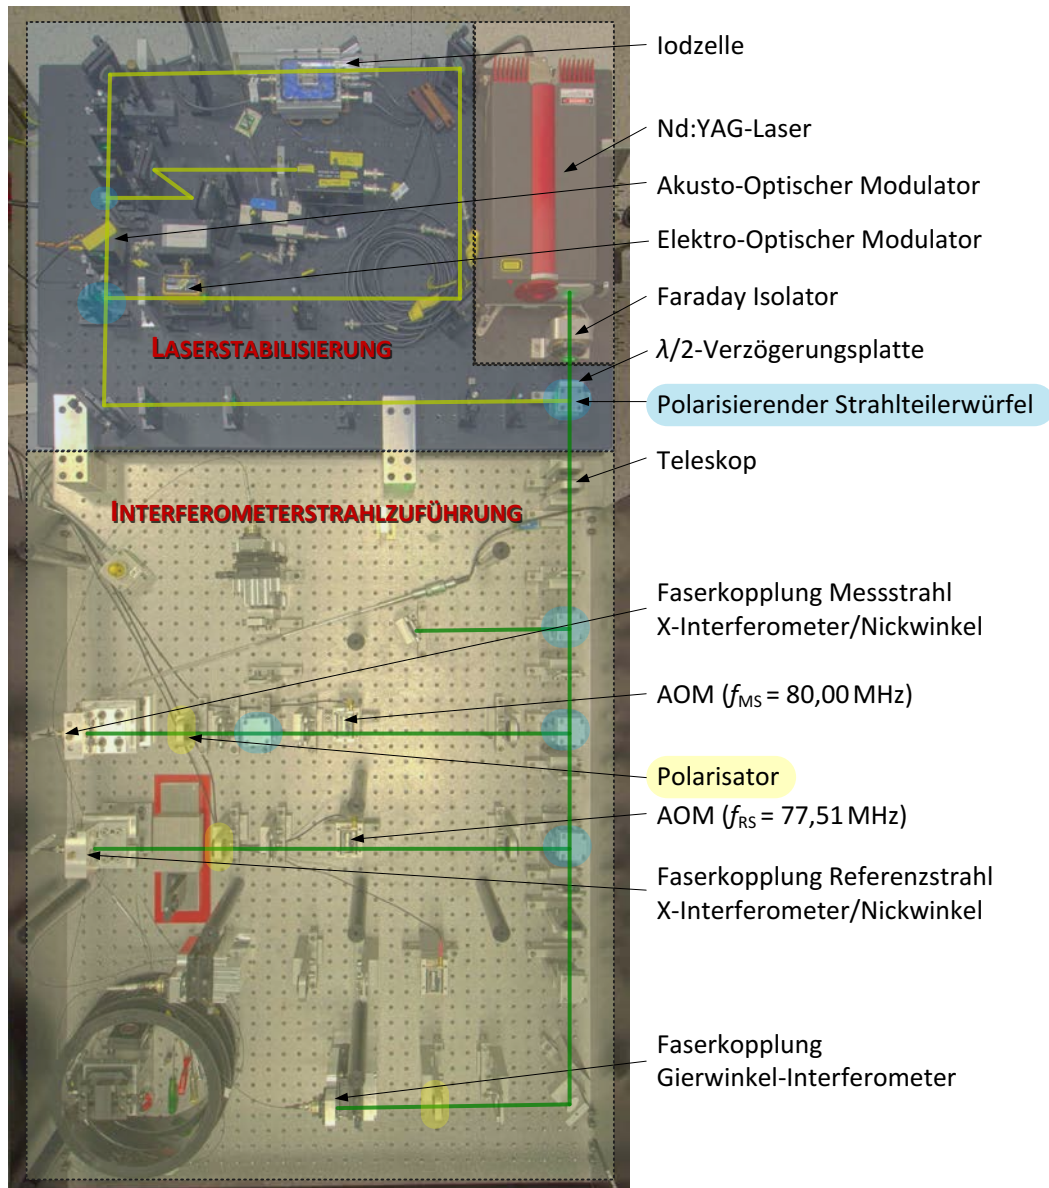 Iodzelle
Nd:YAG-Laser
Akusto-Optischer Modulator
Elektro-Optischer Modulator
Faraday Isolator
λ/2-Verzögerungsplatte
Polarisierender Strahlteilerwürfel
Teleskop
LASERSTABILISIERUNG
INTERFEROMETERSTRAHLZUFÜHRUNG
Faserkopplung Messstrahl
X-Interferometer/Nickwinkel
AOM (fMS = 80,00 MHz)
Polarisator
AOM (fRS = 77,51 MHz)
Faserkopplung Referenzstrahl
X-Interferometer/Nickwinkel
Faserkopplung
Gierwinkel-Interferometer